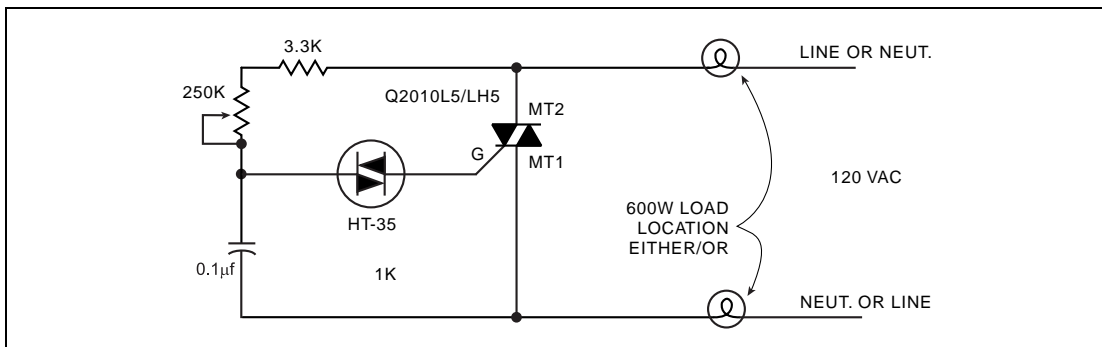 3.3K
LINE OR NEUT.
250K
Q2010L5/LH5
MT2
G
MT1
120 VAC
HT-35
600W LOAD
LOCATION
EITHER/OR
0.1µf
1K
NEUT. OR LINE